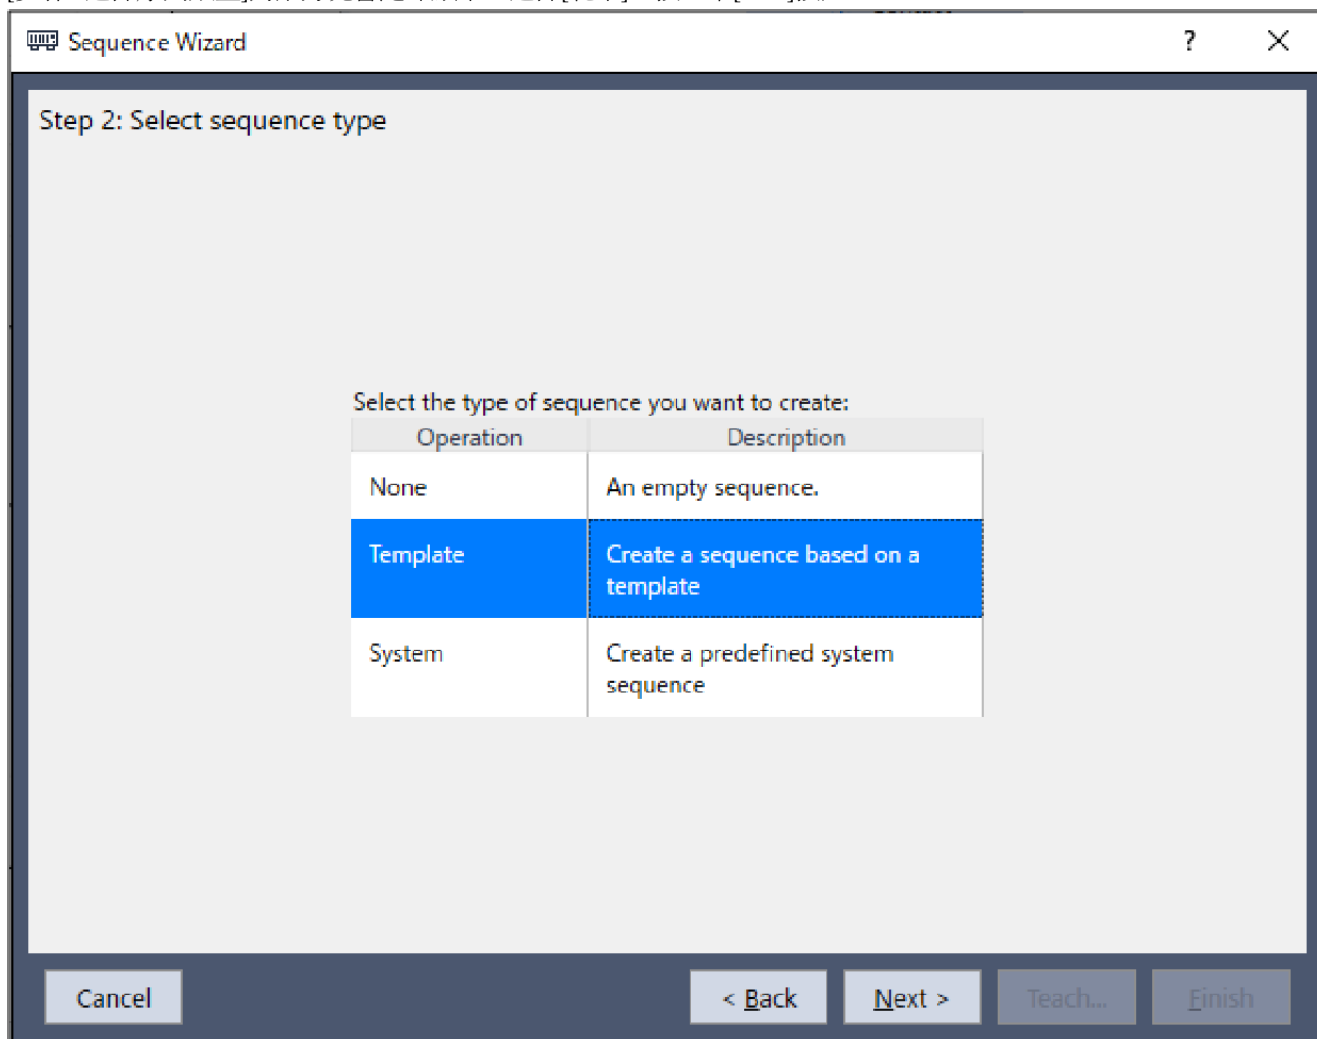 Sequence Wizard
?
Step 2: Select sequence type
Select the type of sequence you want to create:
Operation Description
None An empty sequence.
Template Create a sequence based on a
template
System Create a predefined system
sequence
Cancel
< Back
Next >
Teach...
Finish